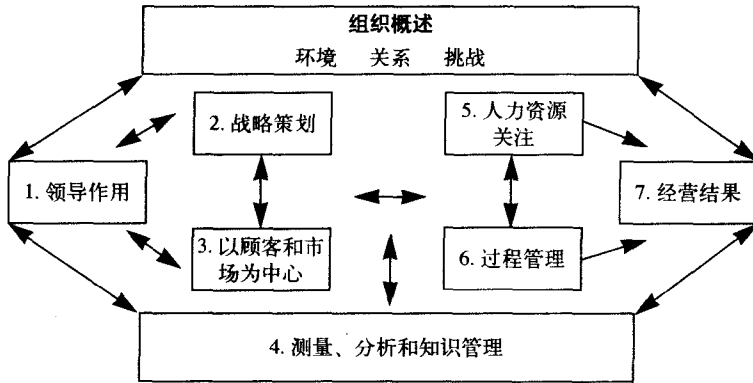 组织概述
环境 关系 挑战
2. 战略策划
5. 人力资源
关注
1. 领导作用
7. 经营结果
3. 以顾客和市
场为中心
6. 过程管理
4. 测量、分析和知识管理